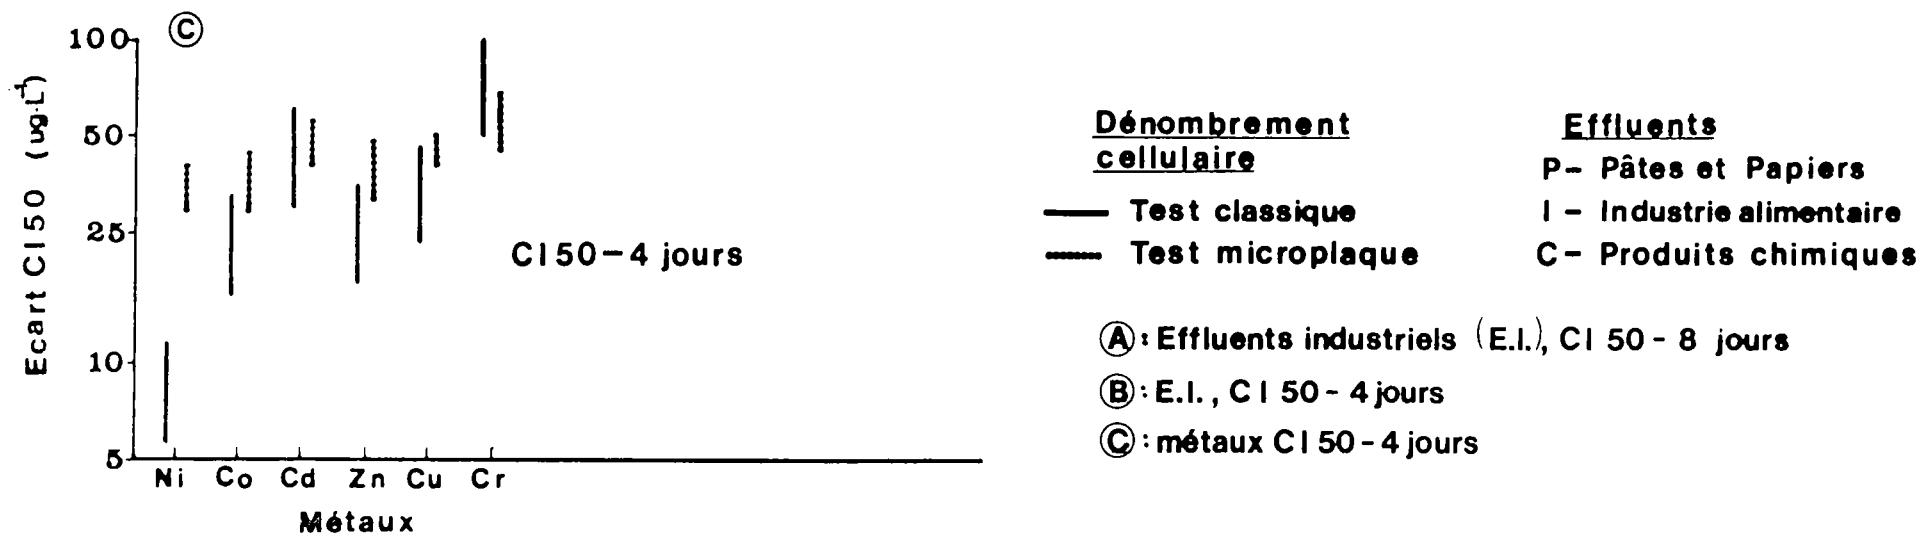 C
100
50
25
10
5
Ecart CI50 (ug·L⁻¹)
Ni Co Cd Zn Cu Cr
Métaux
CI50-4 jours
Dénombrement
cellulaire
Test classique
Test microplaque
Effluents
P- Pâtes et Papiers
I - Industrie alimentaire
C- Produits chimiques
A: Effluents industriels (E.I.), CI 50 - 8 jours
B: E.I., CI 50 - 4 jours
C: métaux CI 50-4 jours